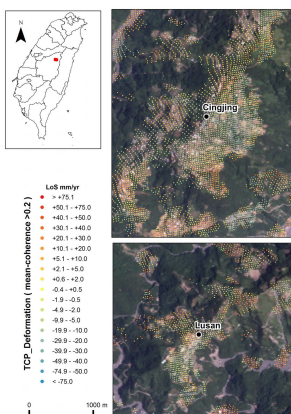 N
Cingjing
LoS mm/yr
> +75.1
+50.1 - +75.0
+40.1 - +50.0
+30.1 - +40.0
+20.1 - +30.0
+10.1 - +20.0
+5.1 - +10.0
+2.1 - +5.0
+0.6 - +2.0
-0.4 - +0.5
-1.9 - -0.5
-4.9 - -2.0
-9.9 - -5.0
-19.9 - -10.0
-29.9 - -20.0
-39.9 - -30.0
-49.9 - -40.0
-74.9 - -50.0
< -75.0
TCP_Deformation ( mean-coherence >0.2 )
Lusan
0 1000 m